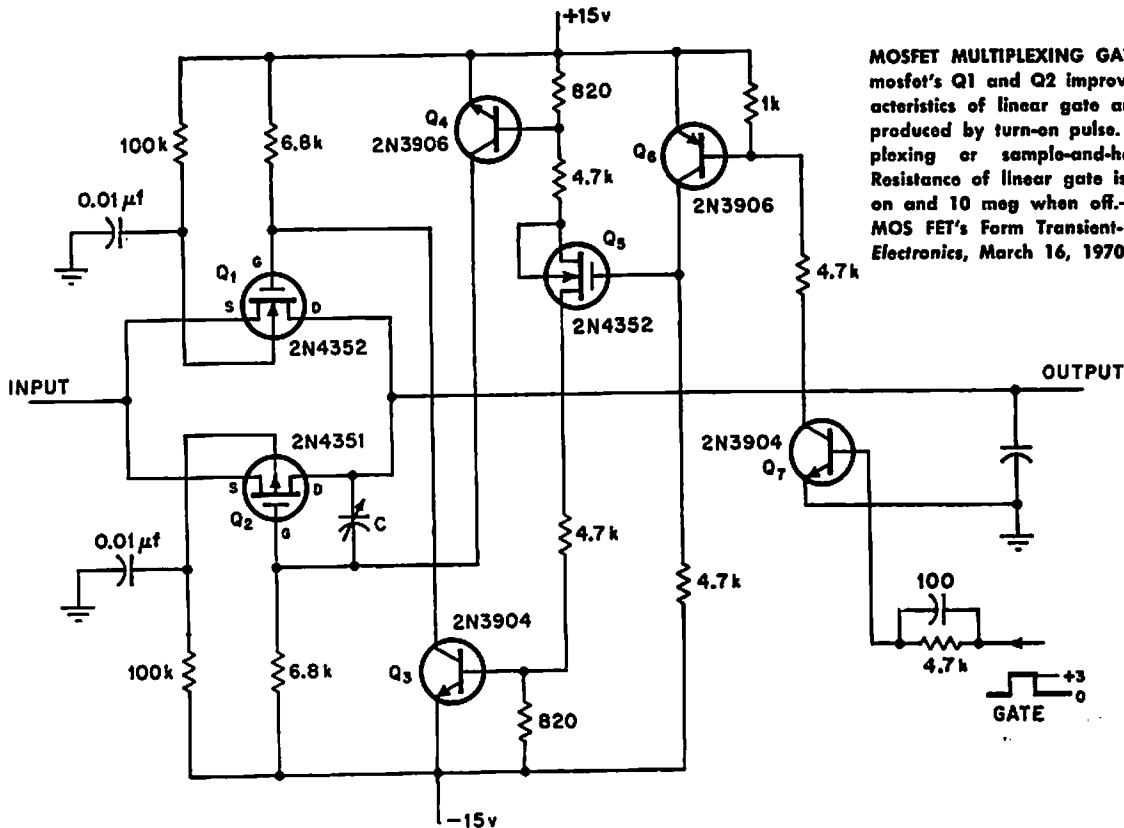 +15v
MOSFET MULTIPLEXING
mosfet's Q1 and Q2
of linear gate
produced by turn-on pulse.
or sample-and-
Resistance of linear gate is
on and 10 meg when off.-
MOS FET's Form Transient-
Electronics, March 16, 1970
820
1k
Q4
2N3906
100k
6.8k
4.7k
Q6
2N3906
0.01 µf
Q5
2N4352
4.7k
Q1
G
S
D
2N4352
INPUT
OUTPUT
2N4351
S
D
Q2
G
C
2N3904
Q7
0.01 µf
4.7k
4.7k
100
4.7k
2N3904
100k
6.8k
Q3
820
+3
0
GATE
-15v